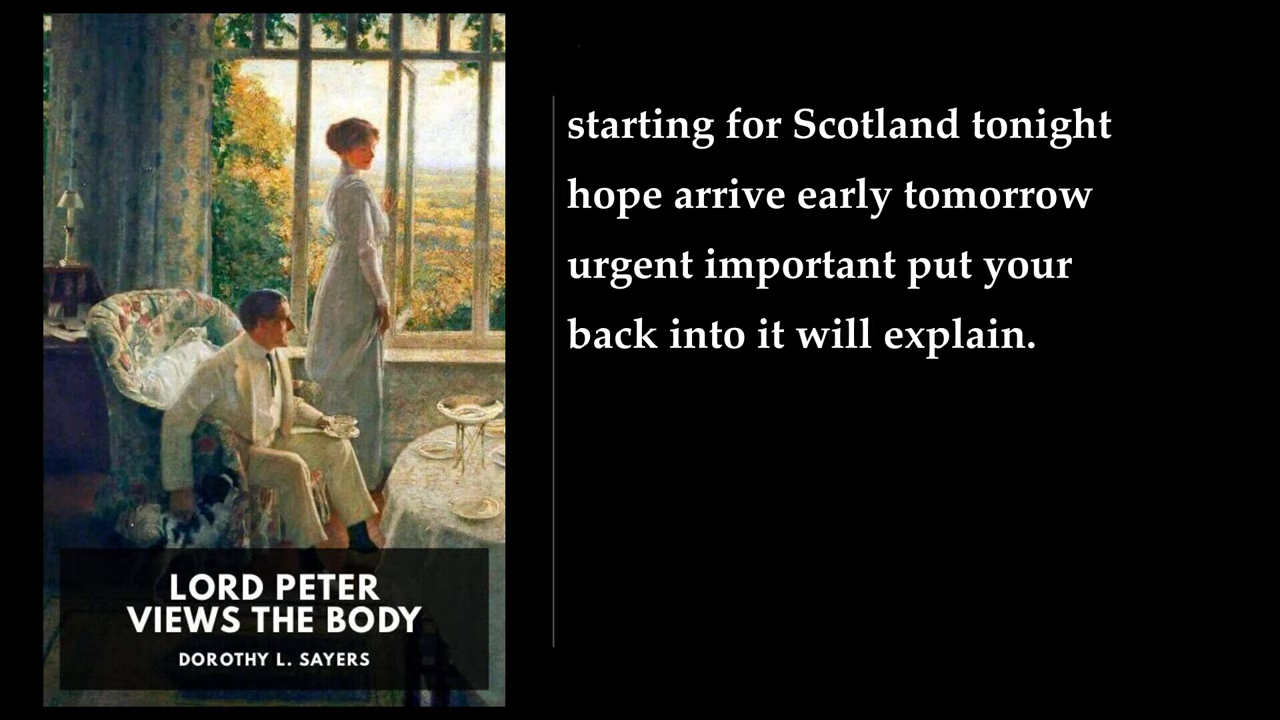 LORD PETER
VIEWS THE BODY
DOROTHY L. SAYERS
starting for Scotland tonight
hope arrive early tomorrow
urgent important put your
back into it will explain.